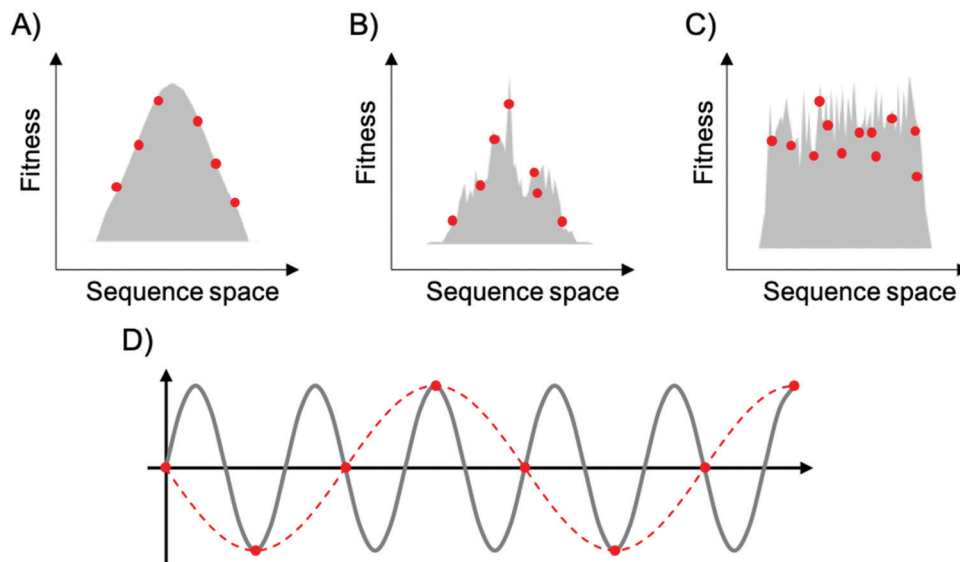 A)
Fitness
Sequence space
B)
Fitness
Sequence space
C)
Fitness
Sequence space
D)